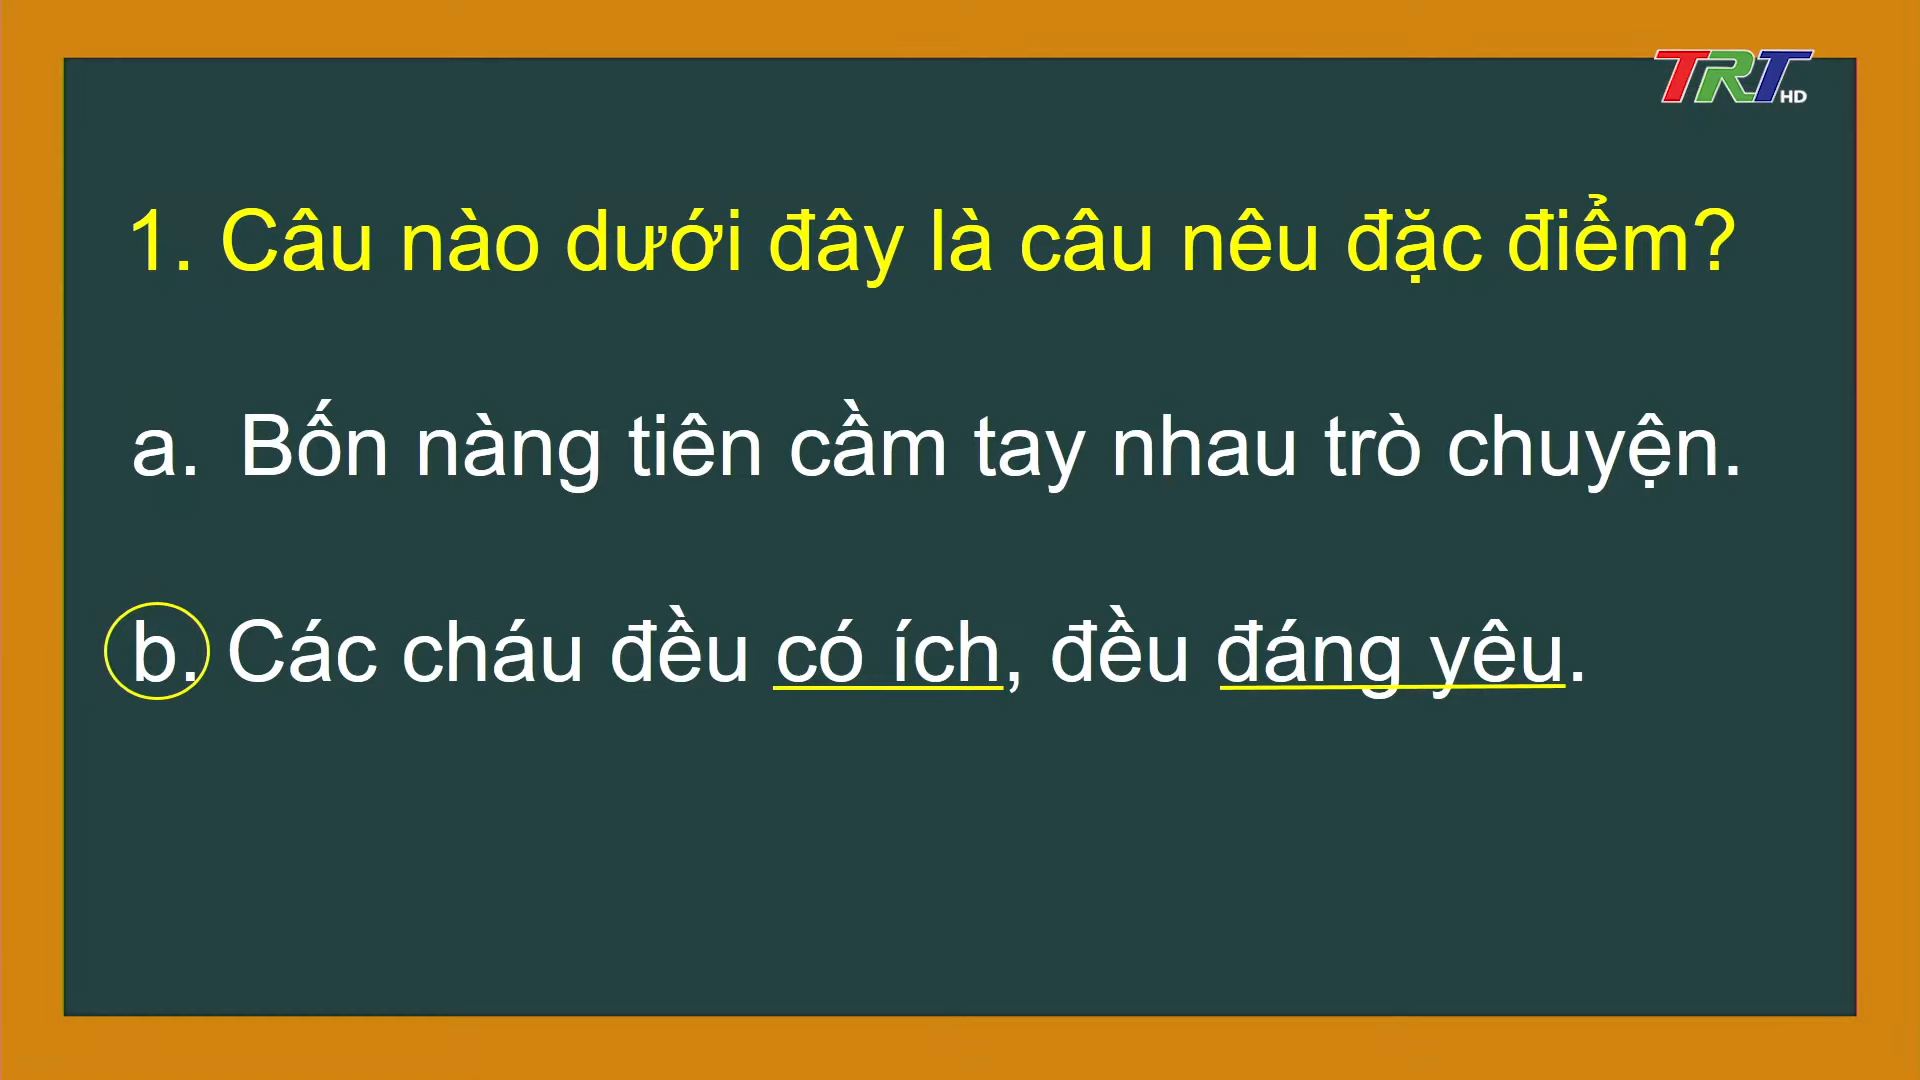 TRT HD
1. Câu nào dưới đây là câu nêu đặc điểm?
a. Bốn nàng tiên cầm tay nhau trò chuyện.
b. Các cháu đều có ích, đều đáng yêu.